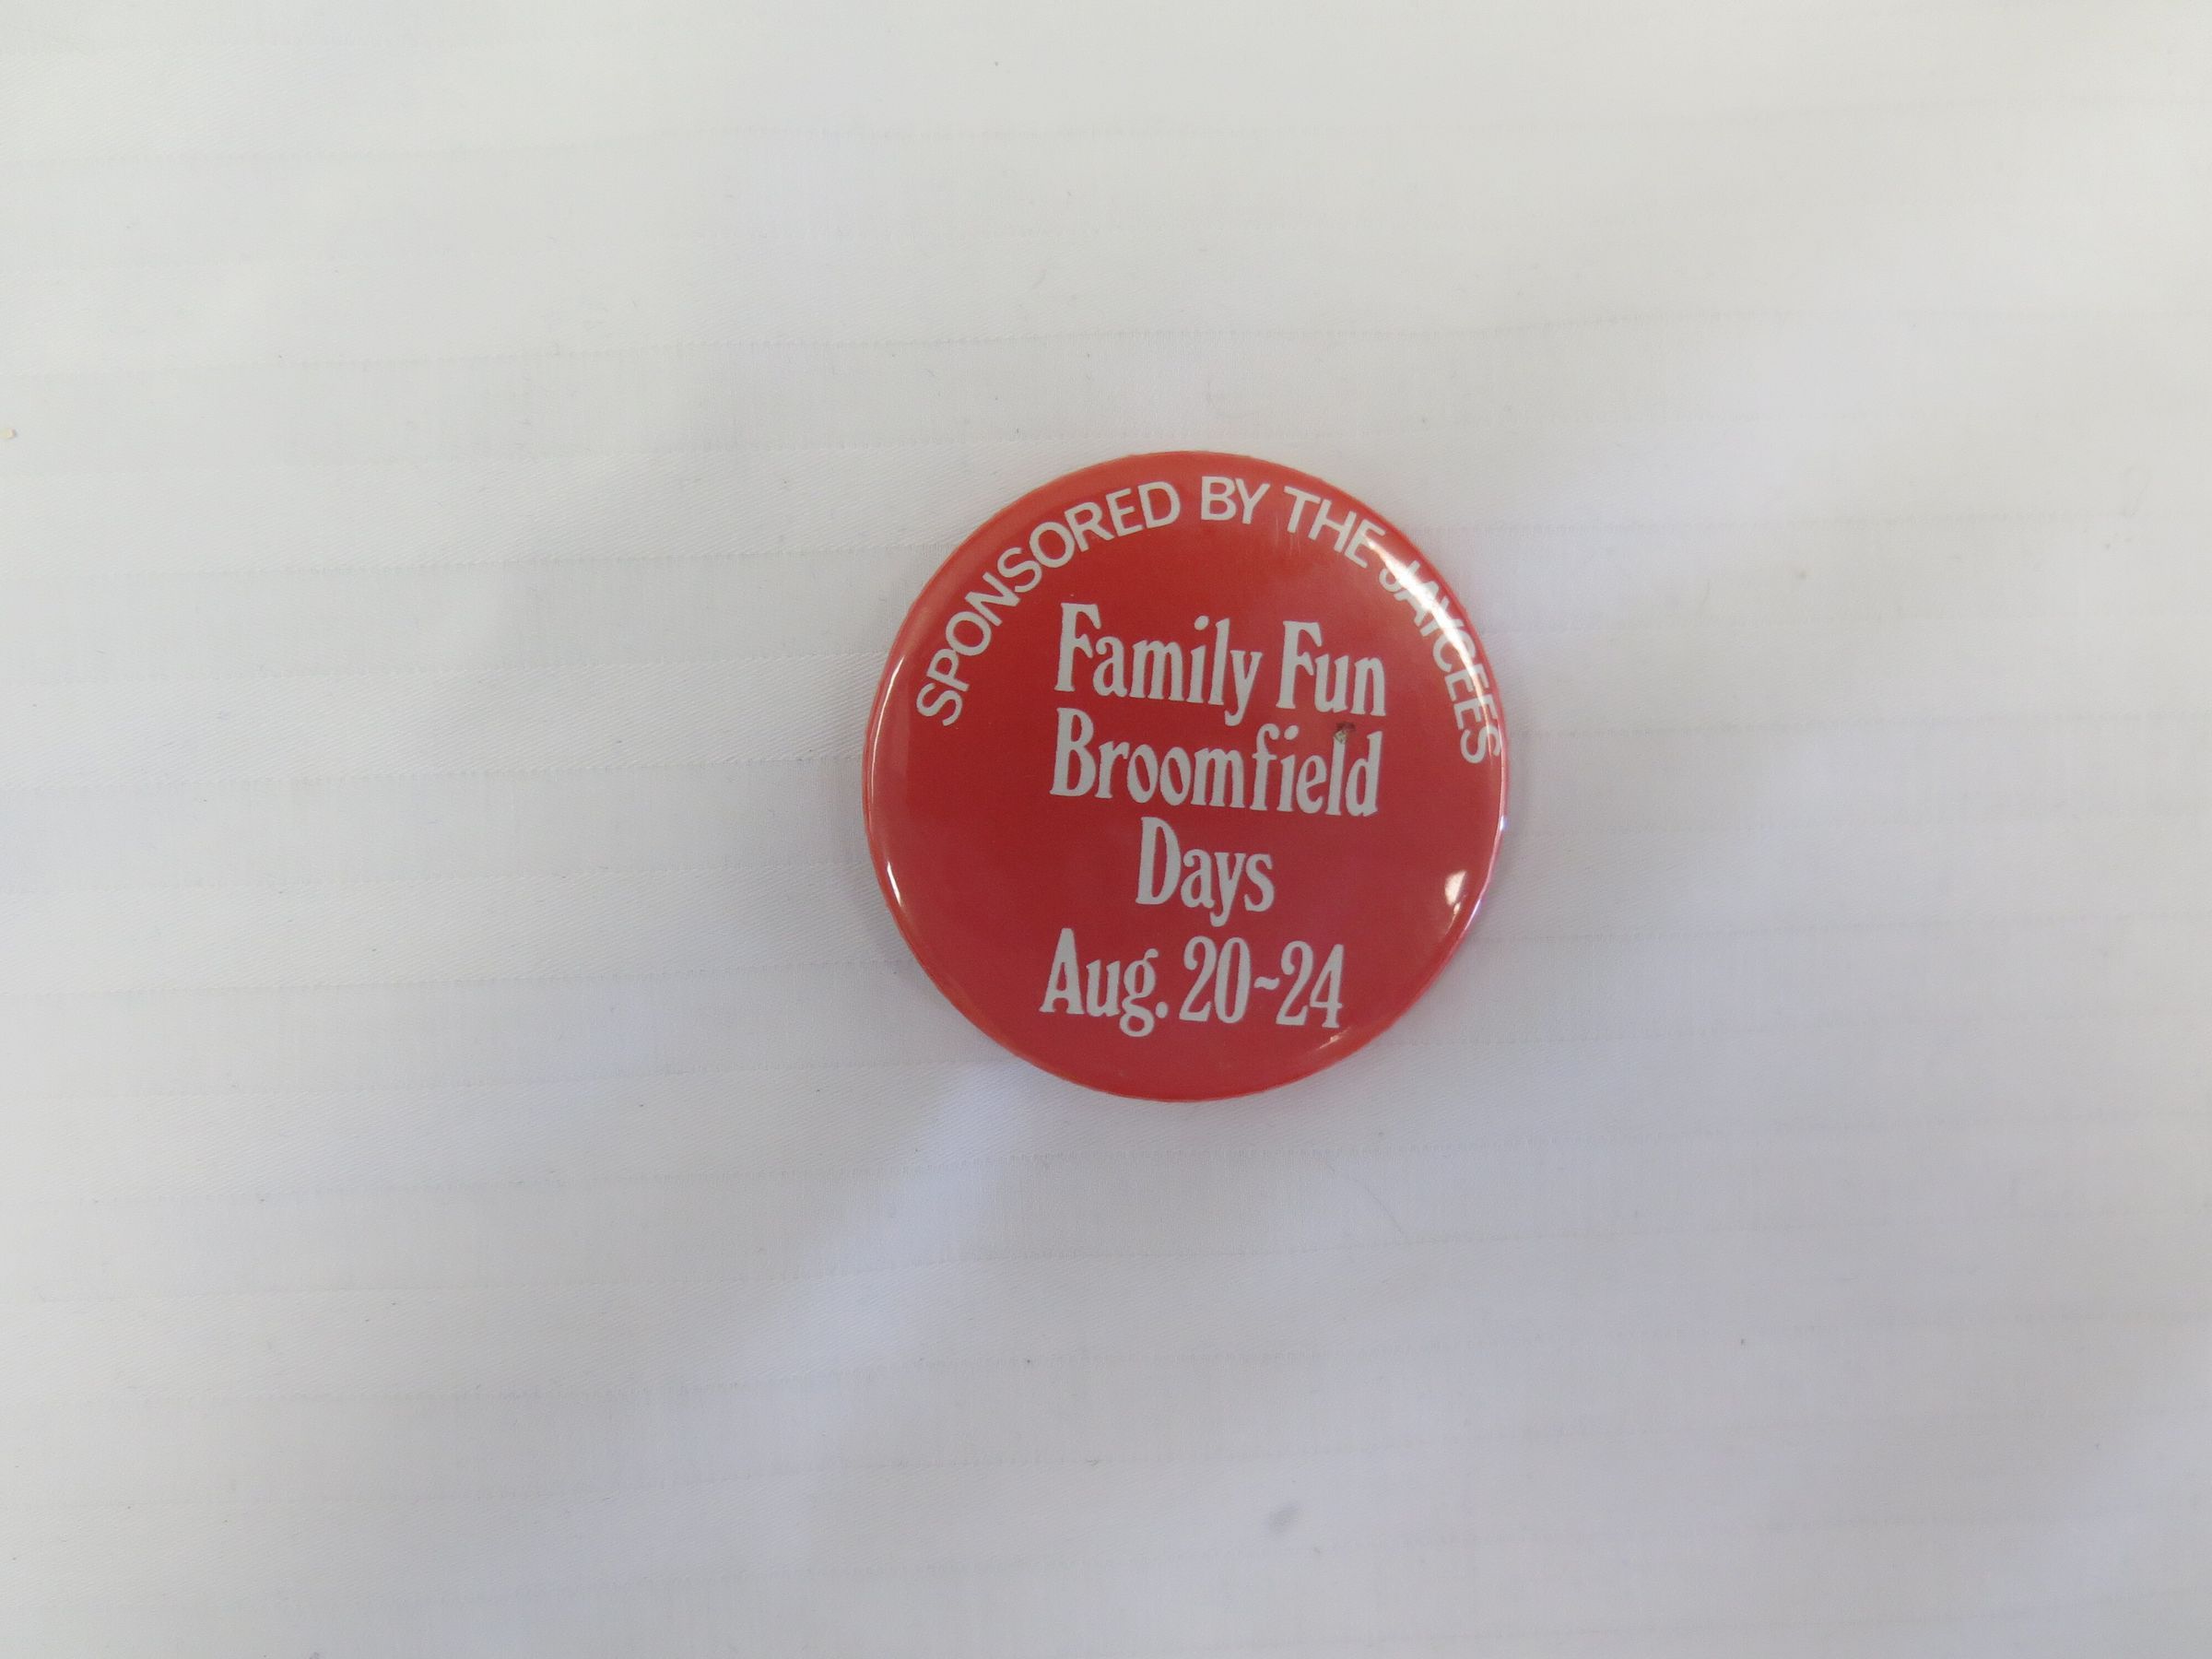 SPONSORED BY THE JAYCEES
Family Fun
Broomfield
Days
Aug. 20~24